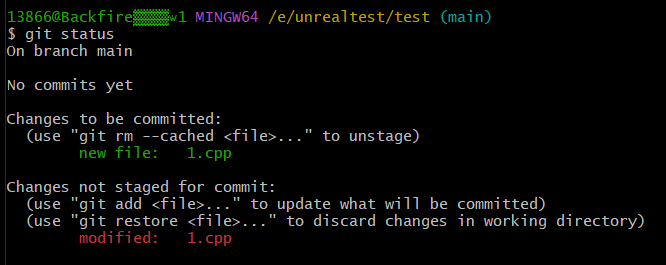 13866@Backfire▒▒▒▒w1 MINGW64 /e/unrealtest/test (main)
$ git status
On branch main
No commits yet
Changes to be committed:
(use "git rm --cached <file>..." to unstage)
new file: 1.cpp
Changes not staged for commit:
(use "git add <file>..." to update what will be committed)
(use "git restore <file>..." to discard changes in working directory)
modified: 1.cpp